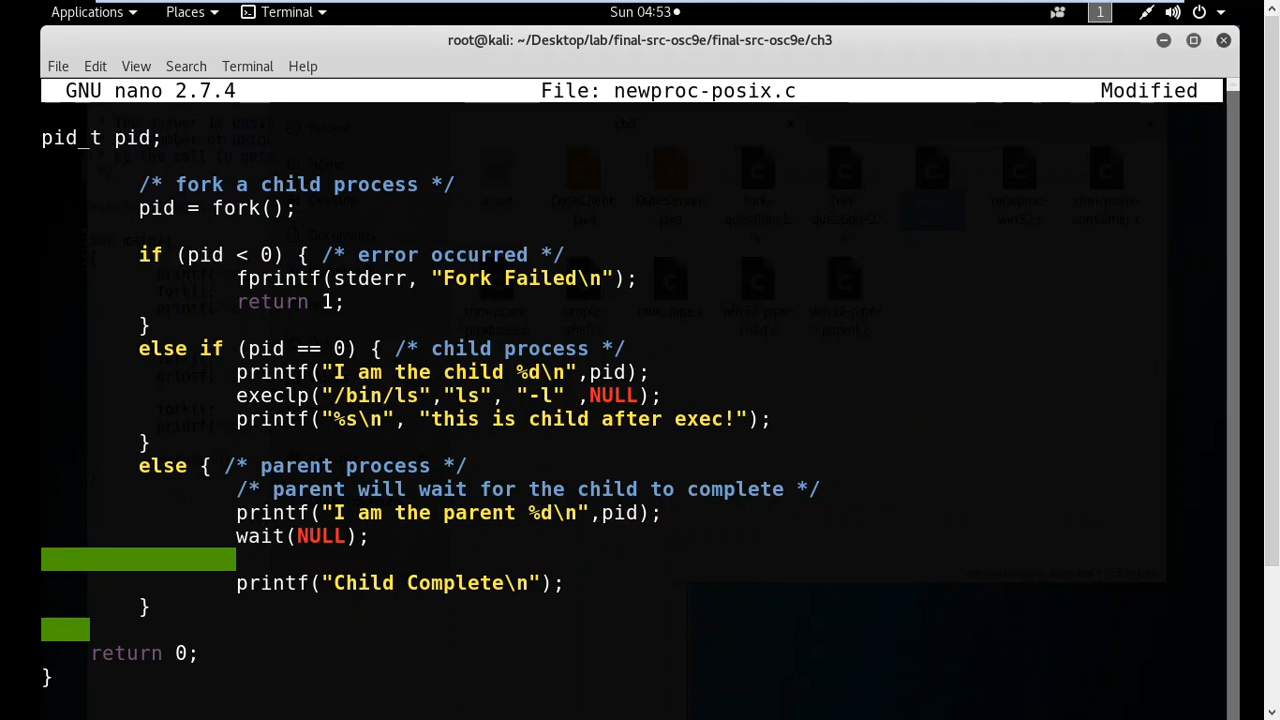 Applications Places Terminal Sun 04:53 1
root@kali: ~/Desktop/lab/final-src-osc9e/final-src-osc9e/ch3
File Edit View Search Terminal Help
GNU nano 2.7.4 File: newproc-posix.c Modified
pid_t pid;
/* fork a child process */
pid = fork();
if (pid < 0) { /* error occurred */
fprintf(stderr, "Fork Failed\n");
return 1;
}
else if (pid == 0) { /* child process */
printf("I am the child %d\n",pid);
execlp("/bin/ls","ls", "-l" ,NULL);
printf("%s\n", "this is child after exec!");
}
else { /* parent process */
/* parent will wait for the child to complete */
printf("I am the parent %d\n",pid);
wait(NULL);
printf("Child Complete\n");
}
return 0;
}